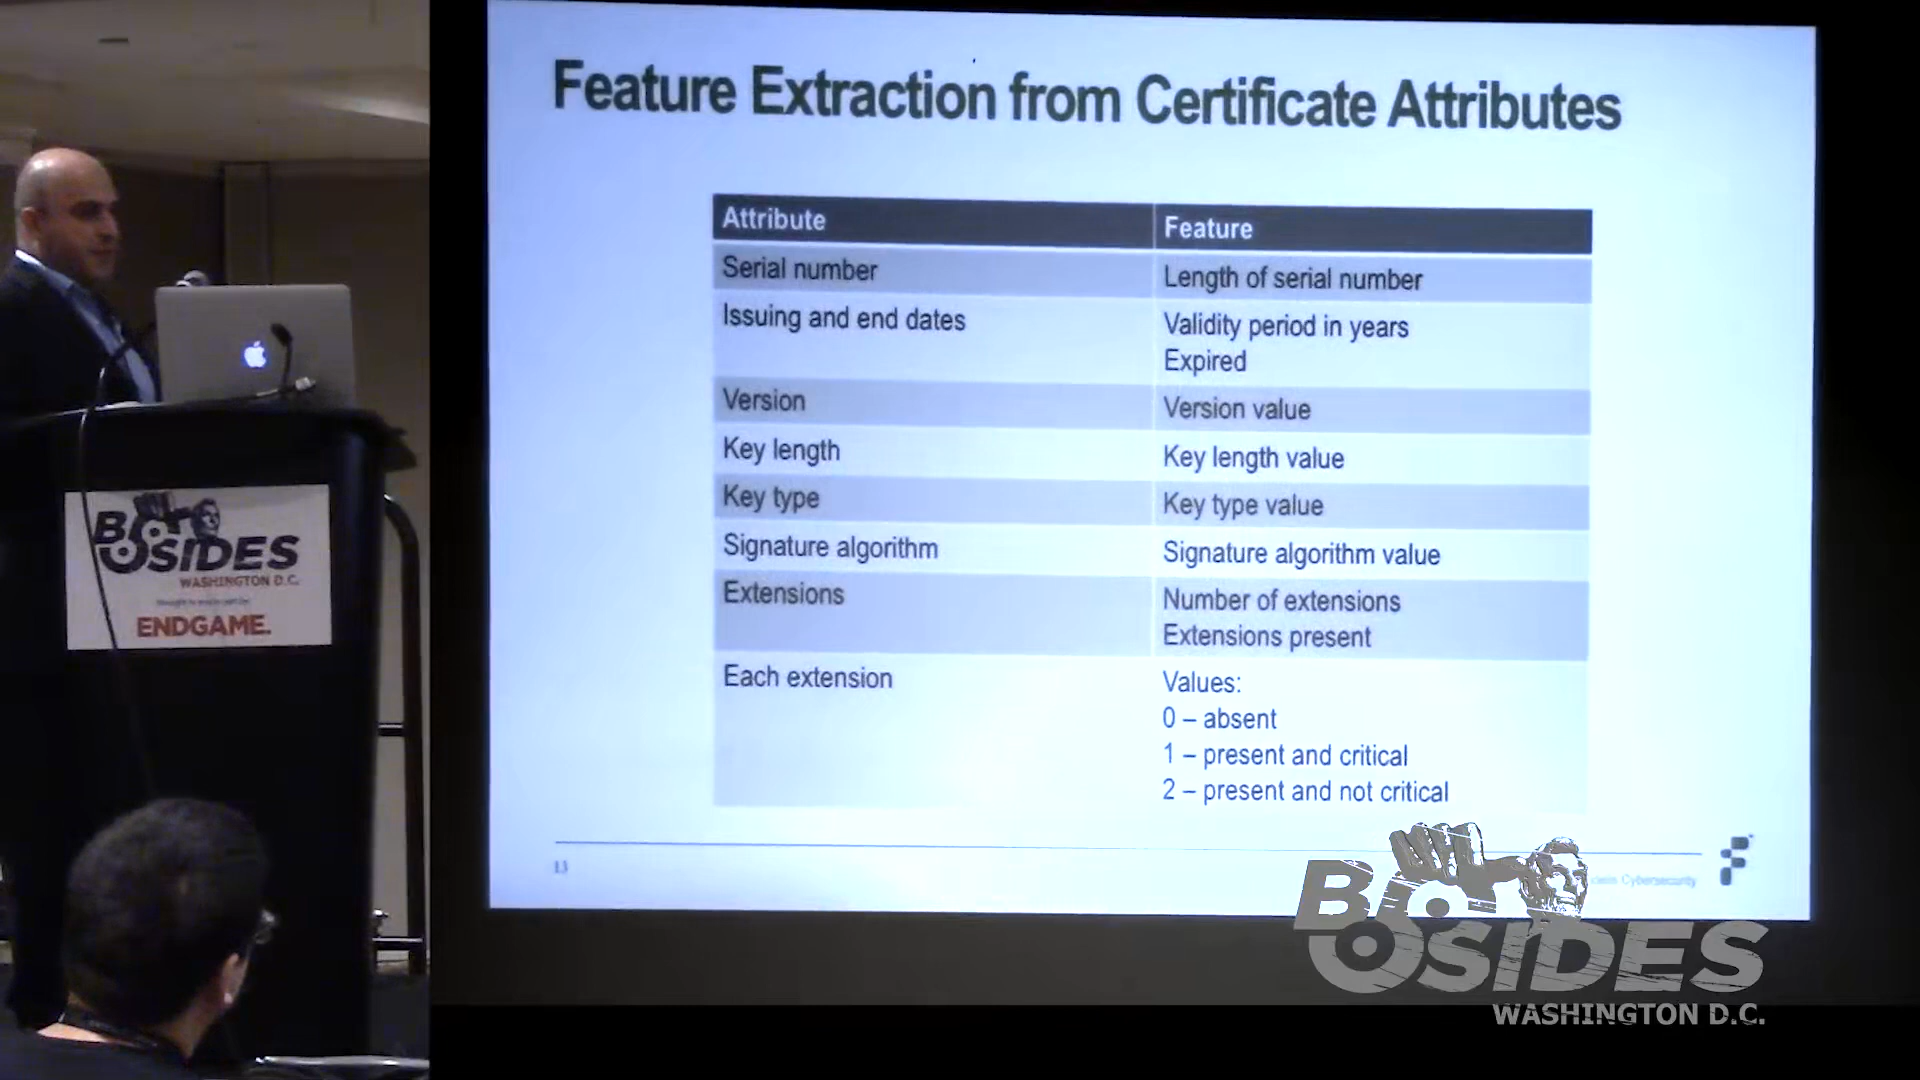 Feature Extraction from Certificate Attributes
Attribute Feature
Serial number Length of serial number
Issuing and end dates Validity period in years
Expired
Version Version value
Key length Key length value
Key type Key type value
Signature algorithm Signature algorithm value
Extensions Number of extensions
Extensions present
Each extension Values:
0 – absent
1 – present and critical
2 – present and not critical
13
Cybersecurity
BSIDES
WASHINGTON D.C.
ENDGAME.
BSIDES
WASHINGTON D.C.